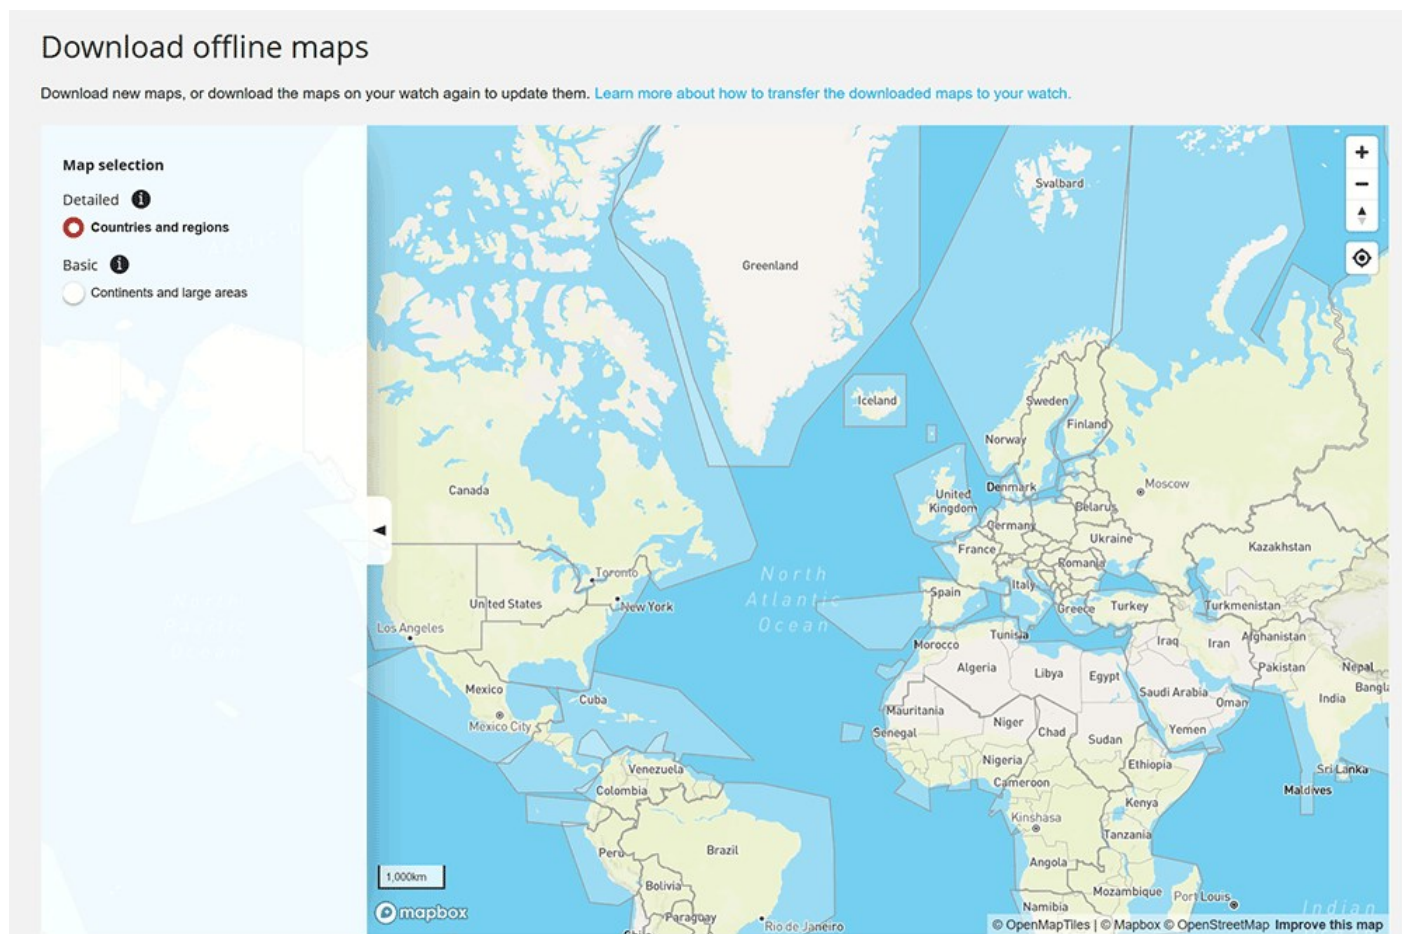 Download offline maps
Download new maps, or download the maps on your watch again to update them. Learn more about how to transfer the downloaded maps to your watch.
Map selection
Detailed
Countries and regions
Basic
Continents and large areas
Svalbard
Greenland
Iceland
Sweden
Finland
Norway
Canada
United
Kingdom
Denmark
Moscow
Belarus
Germany
Ukraine
France
Kazakhstan
Romania
Toronto
North
Atlantic
Ocean
Italy
Spain
United States
New York
Greece
Turkey
Turkmenistan
Los Angeles
Tunisia
Morocco
Iraq
Iran
Afghanistan
Algeria
Libya
Egypt
Pakistan
Nepal
Mexico
Cuba
Saudi Arabia
Oman
India
Bangla
Mauritania
Mexico City
Niger
Senegal
Chad
Sudan
Yemen
Nigeria
Ethiopia
Venezuela
Cameroon
Sri Lanka
Colombia
Maldives
Kenya
Kinshasa
Tanzania
Peru
Brazil
Angola
1,000km
Bolivia
Mozambique
Port Louis
Namibia
Indian
mapbox
Paraguay
Rio de Janeiro
© OpenMapTiles | © Mapbox © OpenStreetMap Improve this map